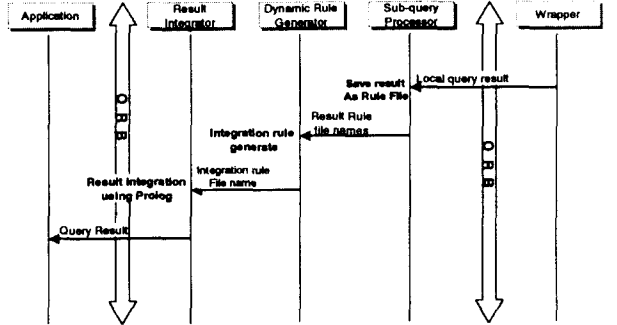 Application
Result
Integrator
Dynamic Rule
Generator
Sub-query
Processor
Wrapper
Save result
As Rule File
Local query result
ORB
Result Rule
file names
Integration rule
generate
ORB
Integration rule
File name
Result Integration
using Prolog
Query Result